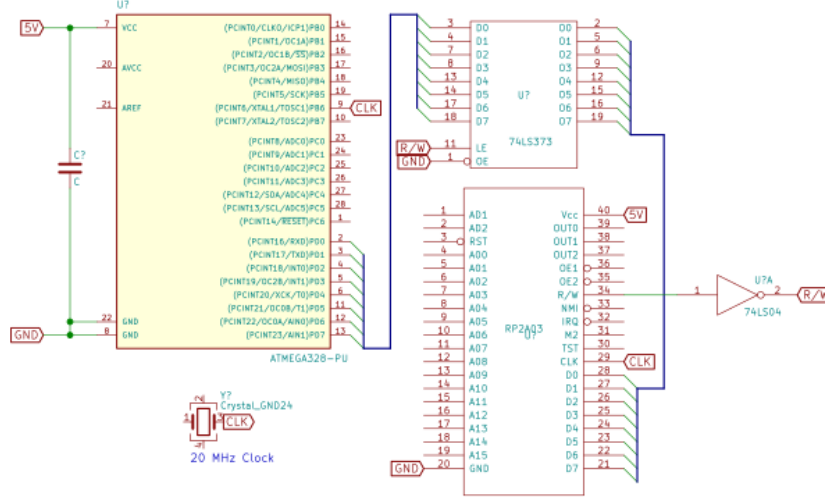 U?
5V
7 VCC
20 AVCC
21 AREF
22 GND
GND
8 GND
(PCINT0/CLKO/ICP1)PB0 14
(PCINT1/OC1A)PB1 15
(PCINT2/OC1B/SS)PB2 16
(PCINT3/OC2A/MOSI)PB3 17
(PCINT4/MISO)PB4 18
(PCINT5/SCK)PB5 19
(PCINT6/XTAL1/TOSC1)PB6 9 CLK
(PCINT7/XTAL2/TOSC2)PB7 10
(PCINT8/ADC0)PC0 23
(PCINT9/ADC1)PC1 24
(PCINT10/ADC2)PC2 25
(PCINT11/ADC3)PC3 26
(PCINT12/SDA/ADC4)PC4 27
(PCINT13/SCL/ADC5)PC5 28
(PCINT14/RESET)PC6 1
(PCINT16/RXD)PD0 2
(PCINT17/TXD)PD1 3
(PCINT18/INT0)PD2 4
(PCINT19/OC2B/INT1)PD3 5
(PCINT20/XCK/T0)PD4 6
(PCINT21/OC0B/T1)PD5 11
(PCINT22/OC0A/AIN0)PD6 12
(PCINT23/AIN1)PD7 13
ATMEGA328-PU
C?
C
Y?
Crystal_GND24
1 2 3 4 CLK
20 MHz Clock
3 D0 O0 2
4 D1 O1 5
7 D2 O2 6
8 D3 O3 9
13 D4 O4 12
14 D5 O5 15
17 D6 O6 16
18 D7 O7 19
U?
R/W 11 LE
GND 1 OE
74LS373
1 AD1 Vcc 40 5V
2 AD2 OUT0 39
3 RST OUT1 38
4 A00 OUT2 37
5 A01 OE1 36
6 A02 OE2 35
7 A03 R/W 34
8 A04 NMI 33
9 A05 IRQ 32
10 A06 M2 31
11 A07 TST 30
12 A08 CLK 29 CLK
13 A09 D0 28
14 A10 D1 27
15 A11 D2 26
16 A12 D3 25
17 A13 D4 24
18 A14 D5 23
19 A15 D6 22
GND 20 GND D7 21
RP2A03
U?
U?A
1 2 R/W
74LS04